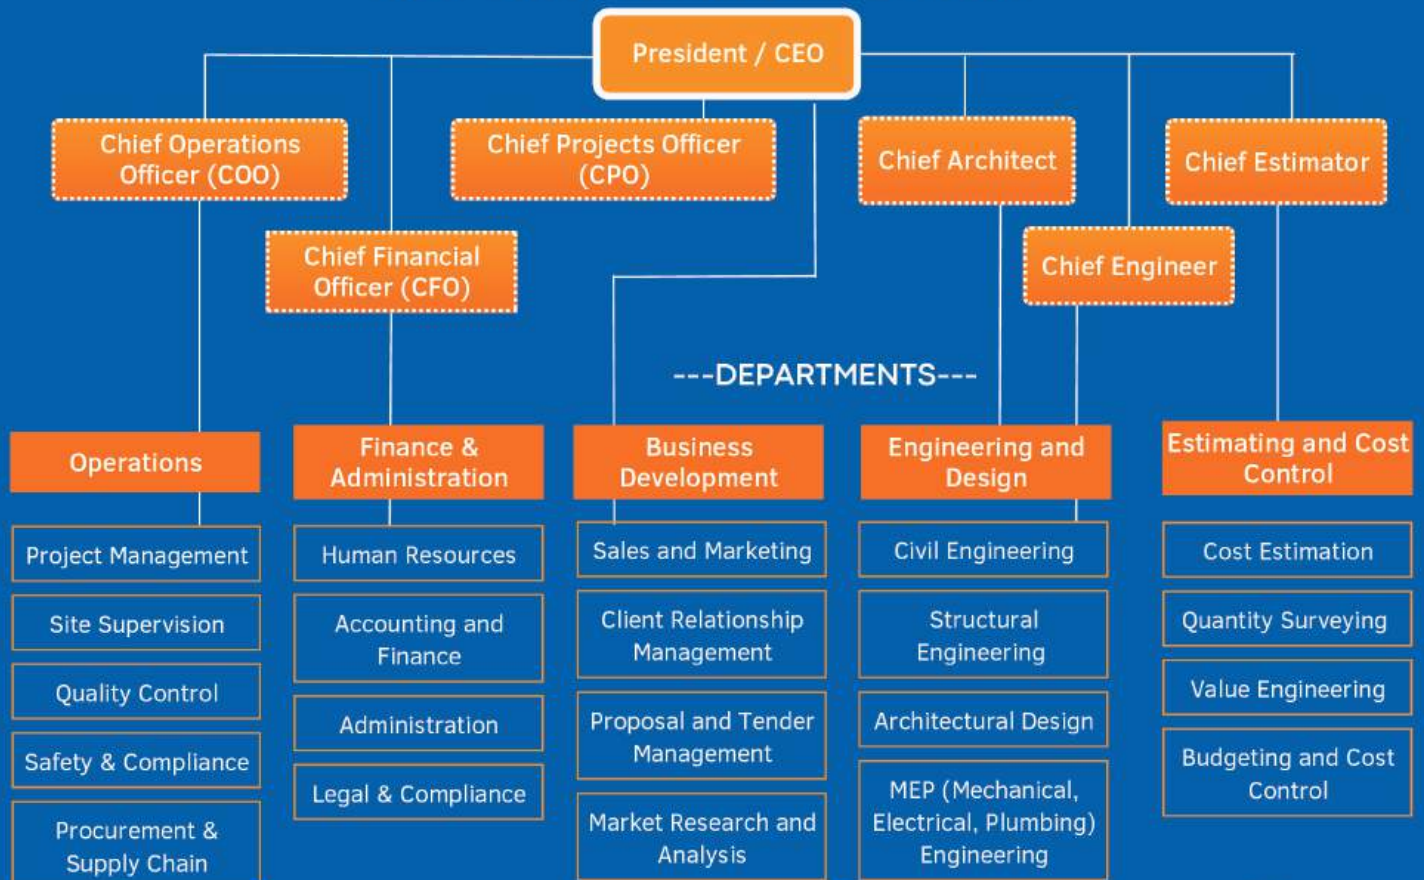 President / CEO
Chief Operations
Officer (COO)
Chief Projects Officer
(CPO)
Chief Architect
Chief Estimator
Chief Financial
Officer (CFO)
Chief Engineer
---DEPARTMENTS---
Operations
Project Management
Site Supervision
Quality Control
Safety & Compliance
Procurement &
Supply Chain
Finance &
Administration
Human Resources
Accounting and
Finance
Administration
Legal & Compliance
Business
Development
Sales and Marketing
Client Relationship
Management
Proposal and Tender
Management
Market Research and
Analysis
Engineering and
Design
Civil Engineering
Structural
Engineering
Architectural Design
MEP (Mechanical,
Electrical, Plumbing)
Engineering
Estimating and Cost
Control
Cost Estimation
Quantity Surveying
Value Engineering
Budgeting and Cost
Control